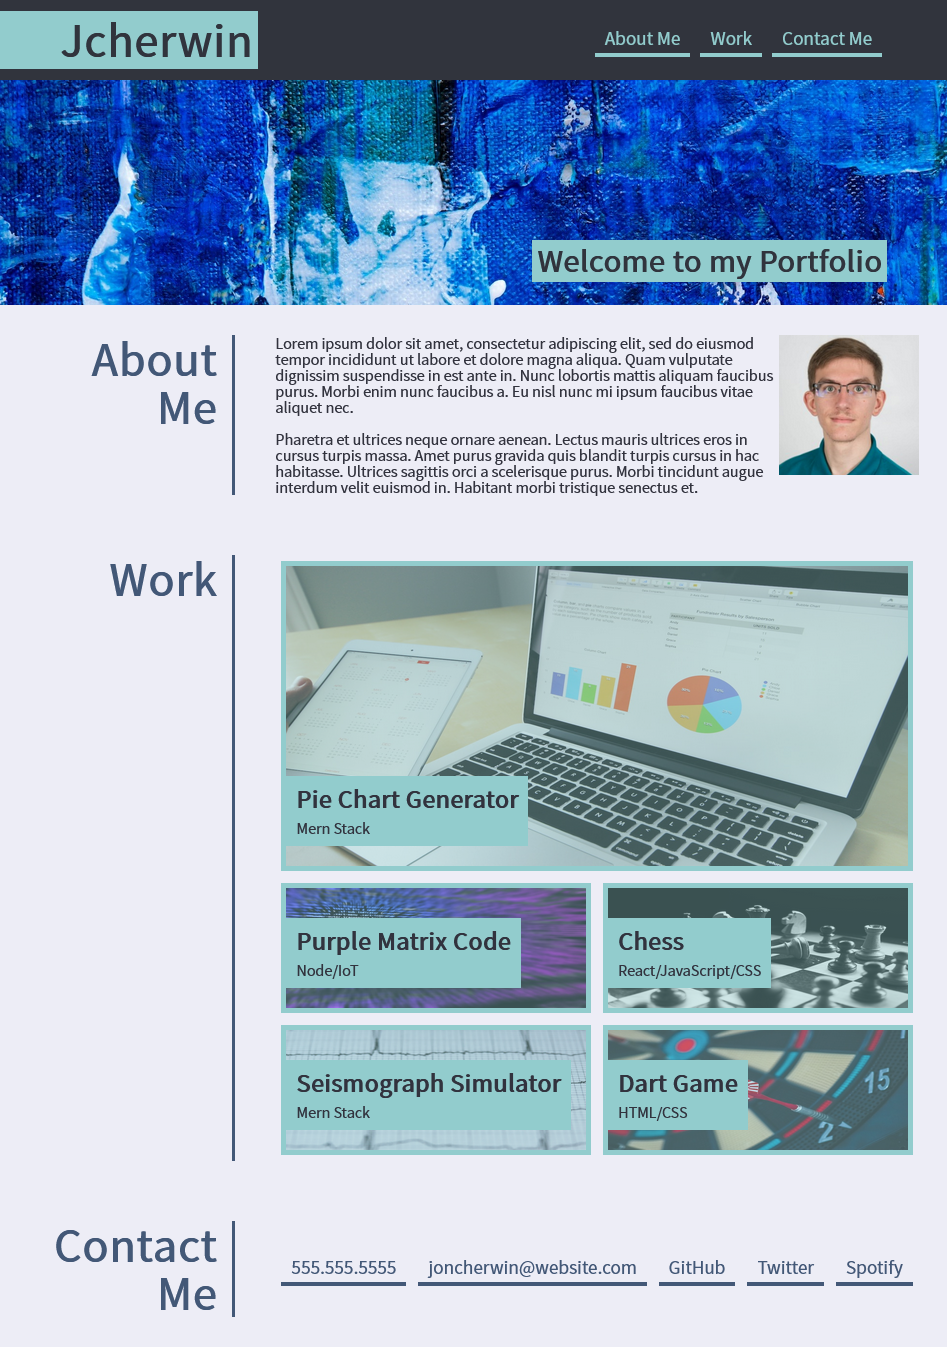 Jcherwin
About Me Work Contact Me
Welcome to my Portfolio
About
Me
Lorem ipsum dolor sit amet, consectetur adipiscing elit, sed do eiusmod
tempor incididunt ut labore et dolore magna aliqua. Quam vulputate
dignissim suspendisse in est ante in. Nunc lobortis mattis aliquam faucibus
purus. Morbi enim nunc faucibus a. Eu nisl nunc mi ipsum faucibus vitae
aliquet nec.
Pharetra et ultrices neque ornare aenean. Lectus mauris ultrices eros in
cursus turpis massa. Amet purus gravida quis blandit turpis cursus in hac
habitasse. Ultrices sagittis orci a scelerisque purus. Morbi tincidunt augue
interdum velit euismod in. Habitant morbi tristique senectus et.
Work
Pie Chart Generator
Mern Stack
Purple Matrix Code
Node/IoT
Chess
React/JavaScript/CSS
Seismograph Simulator
Mern Stack
Dart Game
HTML/CSS
15
2
Contact
Me
555.555.5555 joncherwin@website.com GitHub Twitter Spotify